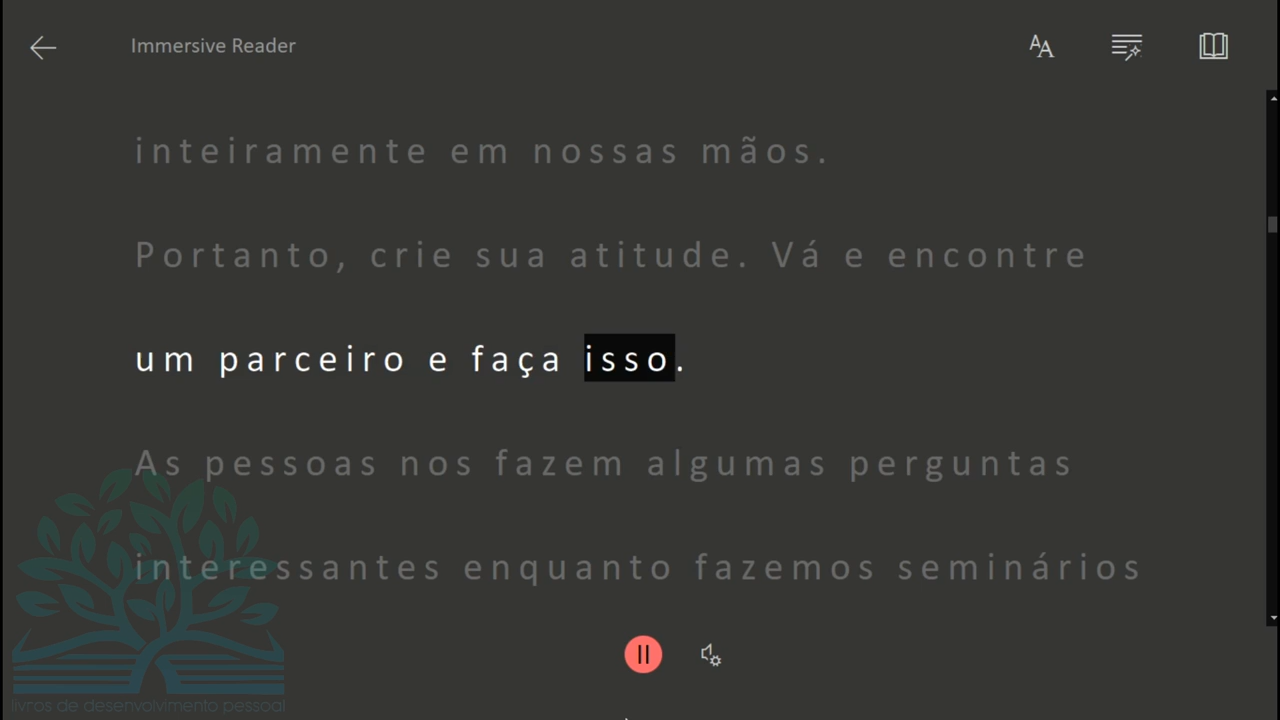 Immersive Reader
AA
inteiramente em nossas mãos.
Portanto, crie sua atitude. Vá e encontre
um parceiro e faça isso.
As pessoas nos fazem algumas perguntas
interessantes enquanto fazemos seminários
livros de desenvolvimento pessoal